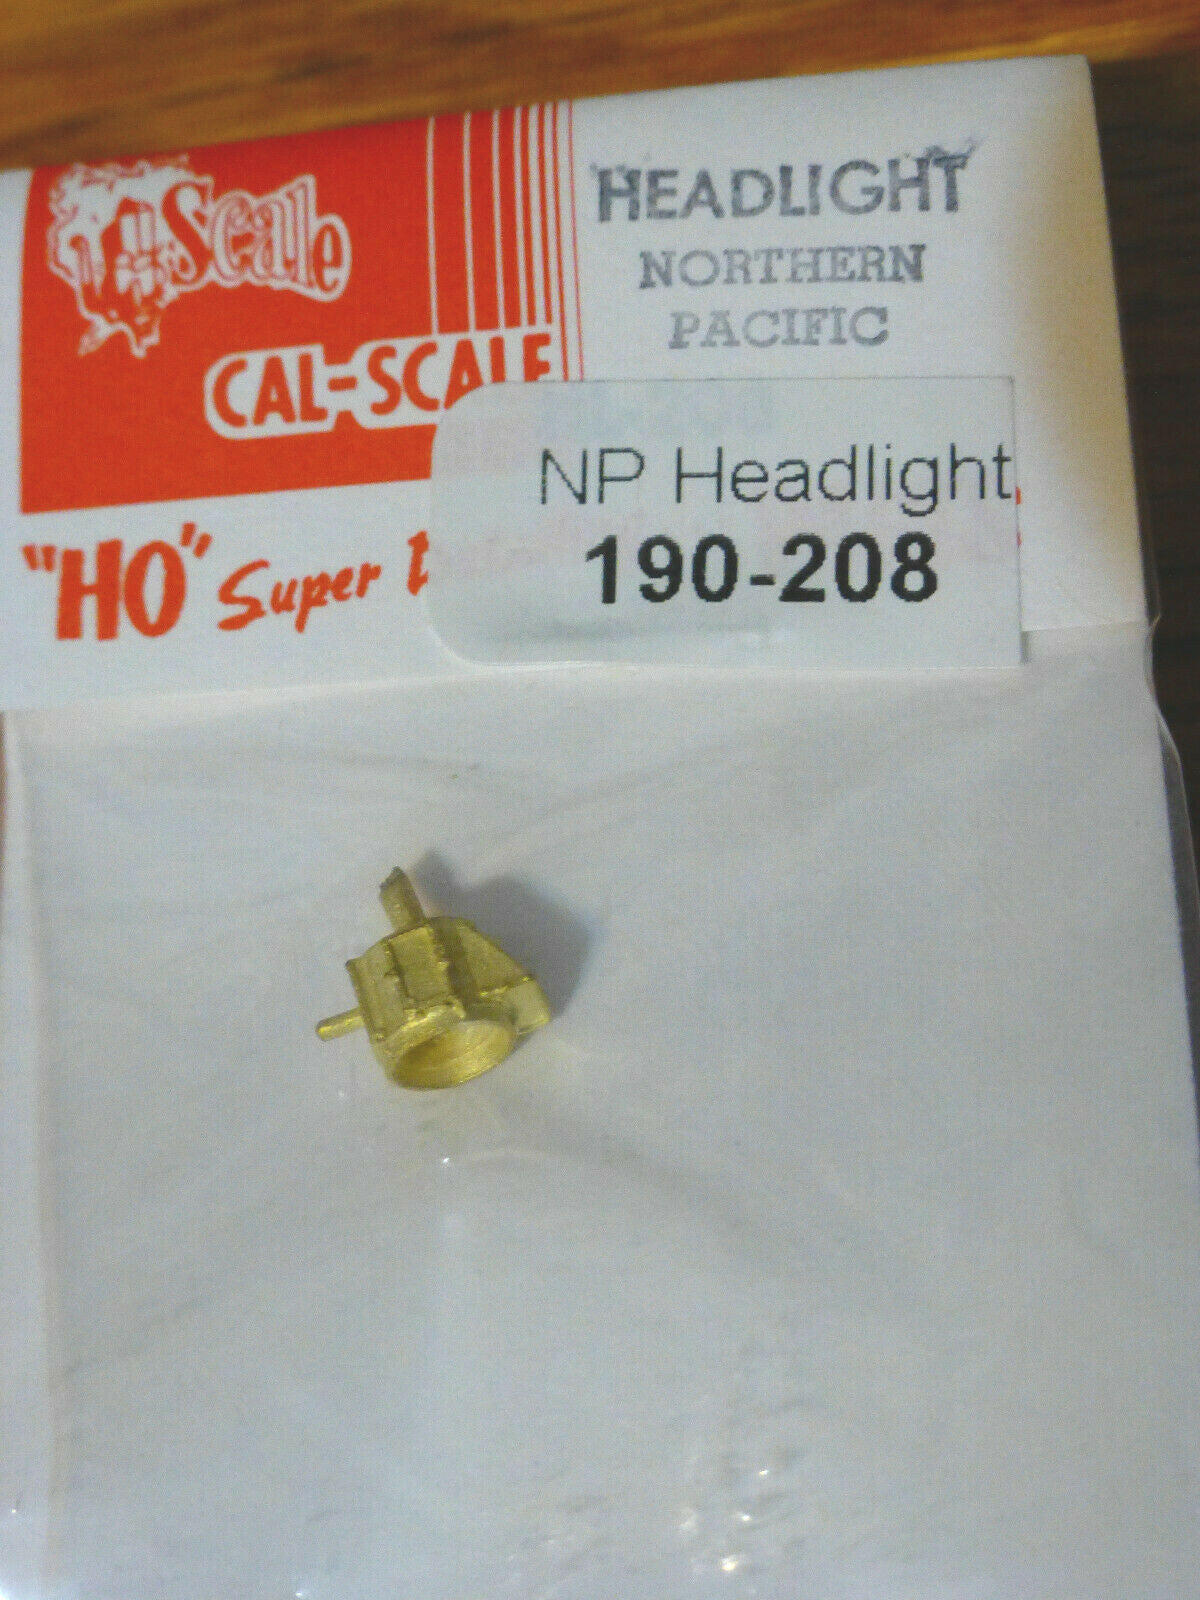 Scale
CAL-SCALE
"HO" Super
HEADLIGHT
NORTHERN
PACIFIC
NP Headlight
190-208